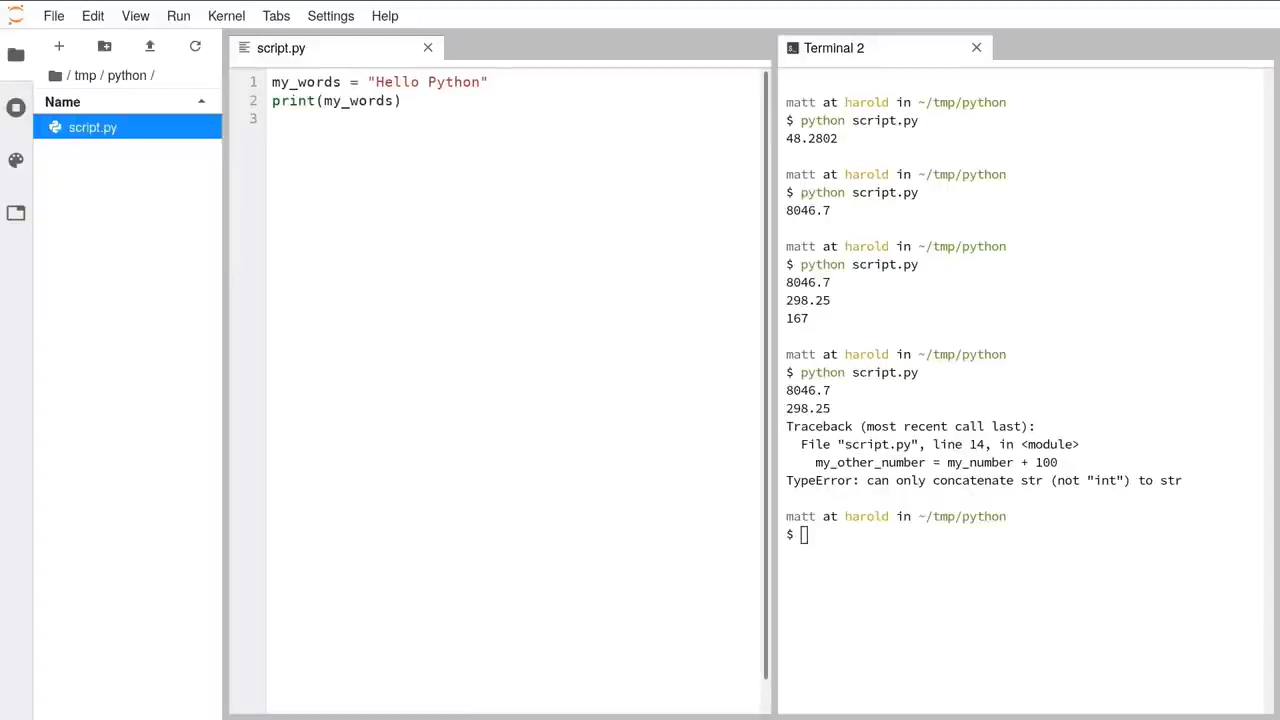 File Edit View Run Kernel Tabs Settings Help
/ tmp / python /
Name
script.py
script.py
1 my_words = "Hello Python"
2 print(my_words)
3
Terminal 2
matt at harold in ~/tmp/python
$ python script.py
48.2802
matt at harold in ~/tmp/python
$ python script.py
8046.7
matt at harold in ~/tmp/python
$ python script.py
8046.7
298.25
167
matt at harold in ~/tmp/python
$ python script.py
8046.7
298.25
Traceback (most recent call last):
File "script.py", line 14, in <module>
my_other_number = my_number + 100
TypeError: can only concatenate str (not "int") to str
matt at harold in ~/tmp/python
$